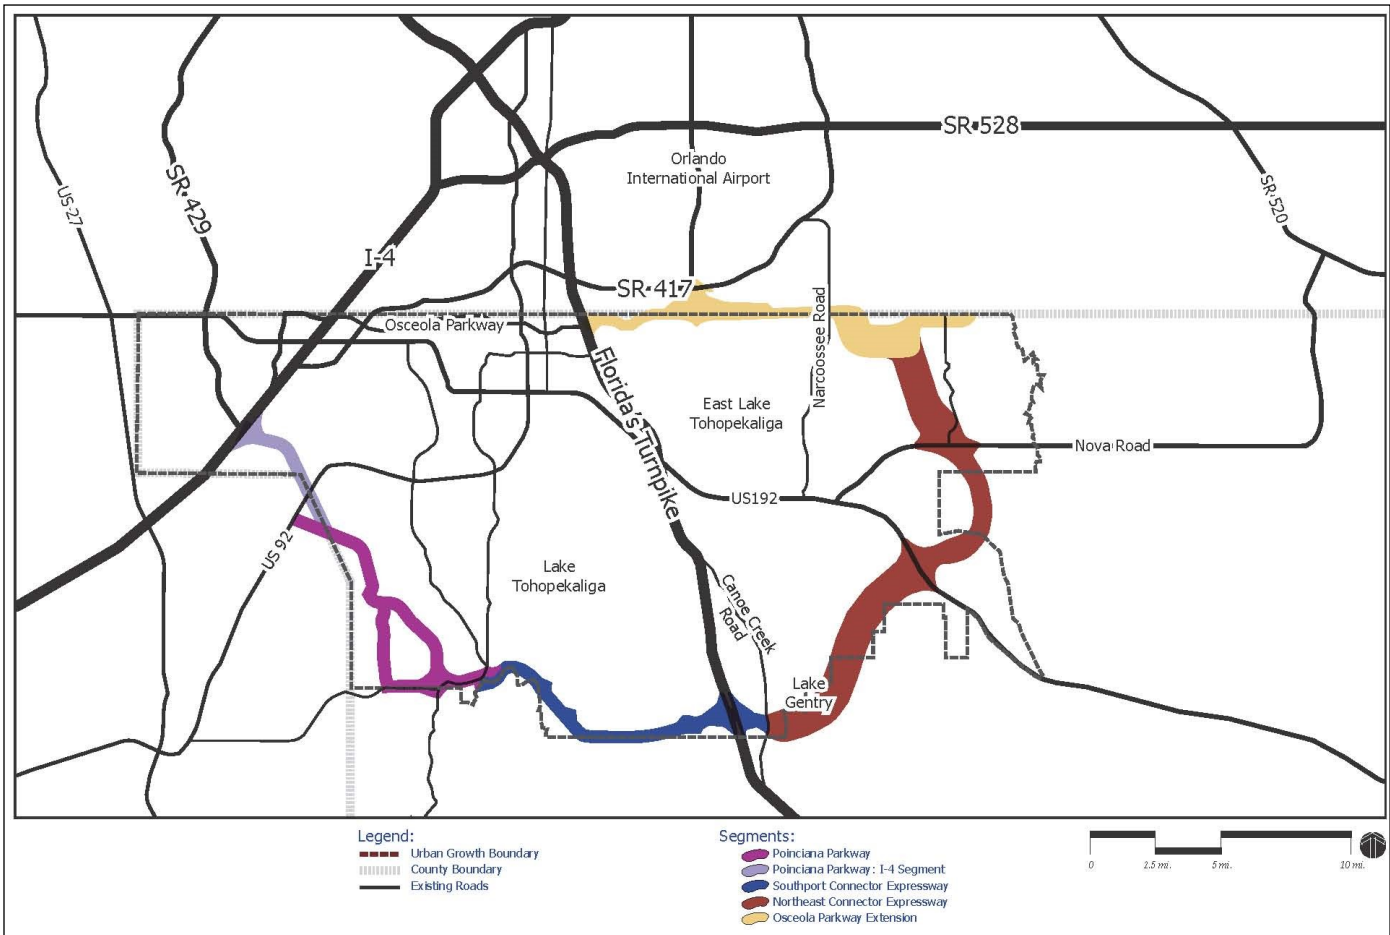 SR-528
Orlando
International Airport
SR-520
US-27
SR-429
I-4
SR-417
Osceola Parkway
Narcoossee Road
Florida's Turnpike
East Lake
Tohopekaliga
Nova Road
US192
US 92
Lake
Tohopekaliga
Canoe Creek
Road
Lake
Gentry
Legend:
Urban Growth Boundary
County Boundary
Existing Roads
Segments:
Poinciana Parkway
Poinciana Parkway: I-4 Segment
Southport Connector Expressway
Northeast Connector Expressway
Osceola Parkway Extension
0 2.5 mi. 5 mi. 10 mi.